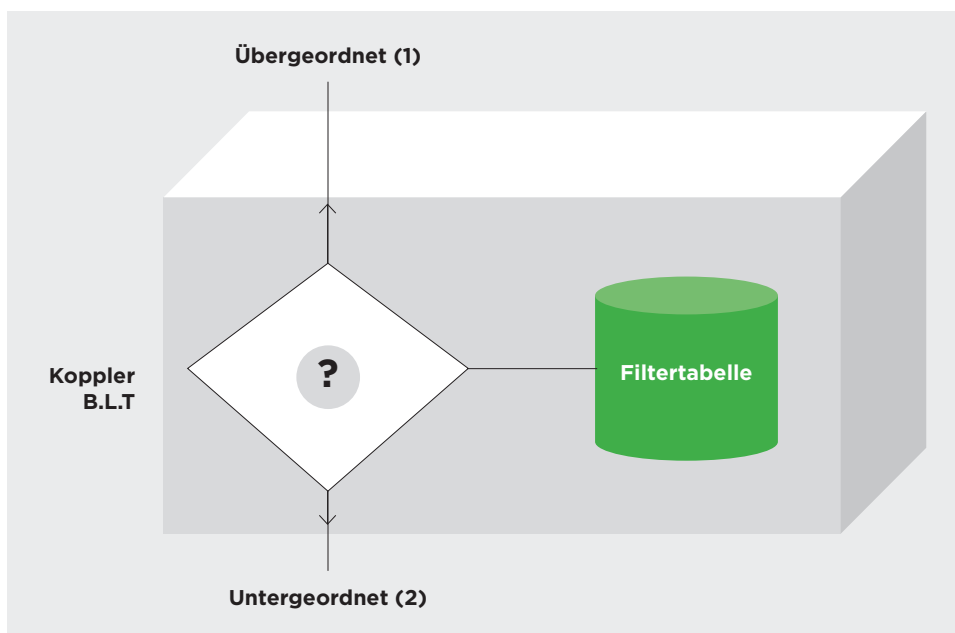 Übergeordnet (1)
?
Filtertabelle
Koppler
B.L.T
Untergeordnet (2)